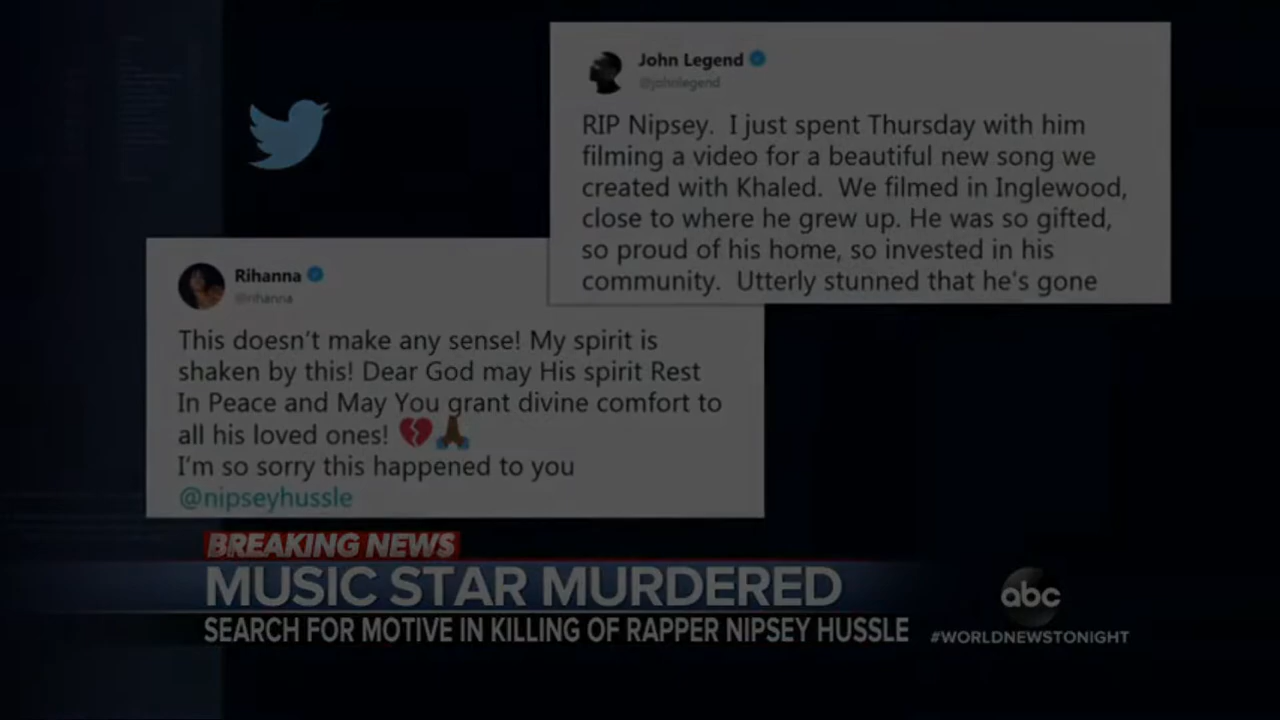 John Legend
@johnlegend
RIP Nipsey. I just spent Thursday with him
filming a video for a beautiful new song we
created with Khaled. We filmed in Inglewood,
close to where he grew up. He was so gifted,
so proud of his home, so invested in his
community. Utterly stunned that he's gone
Rihanna
@rihanna
This doesn't make any sense! My spirit is
shaken by this! Dear God may His spirit Rest
In Peace and May You grant divine comfort to
all his loved ones! 💔🙏🏾
I'm so sorry this happened to you
@nipseyhussle
BREAKING NEWS
MUSIC STAR MURDERED
SEARCH FOR MOTIVE IN KILLING OF RAPPER NIPSEY HUSSLE
abc
#WORLDNEWSTONIGHT